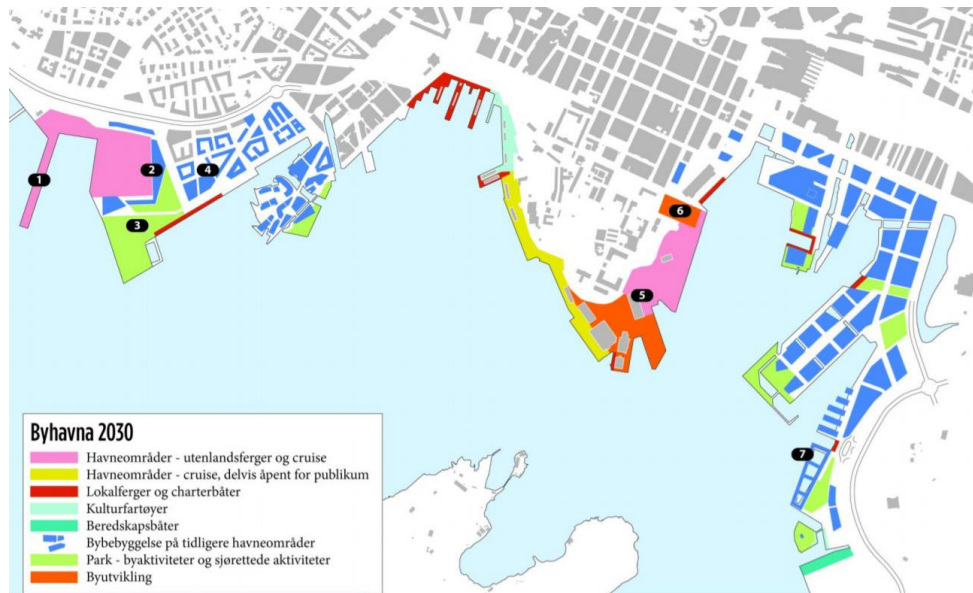 1
2
3
4
5
6
7
Byhavna 2030
Havneområder - utenlandsferger og cruise
Havneområder - cruise, delvis åpent for publikum
Lokalferger og charterbåter
Kulturfartøyer
Beredskapsbåter
Bybebyggelse på tidligere havneområder
Park - byaktiviteter og sjørettede aktiviteter
Byutvikling